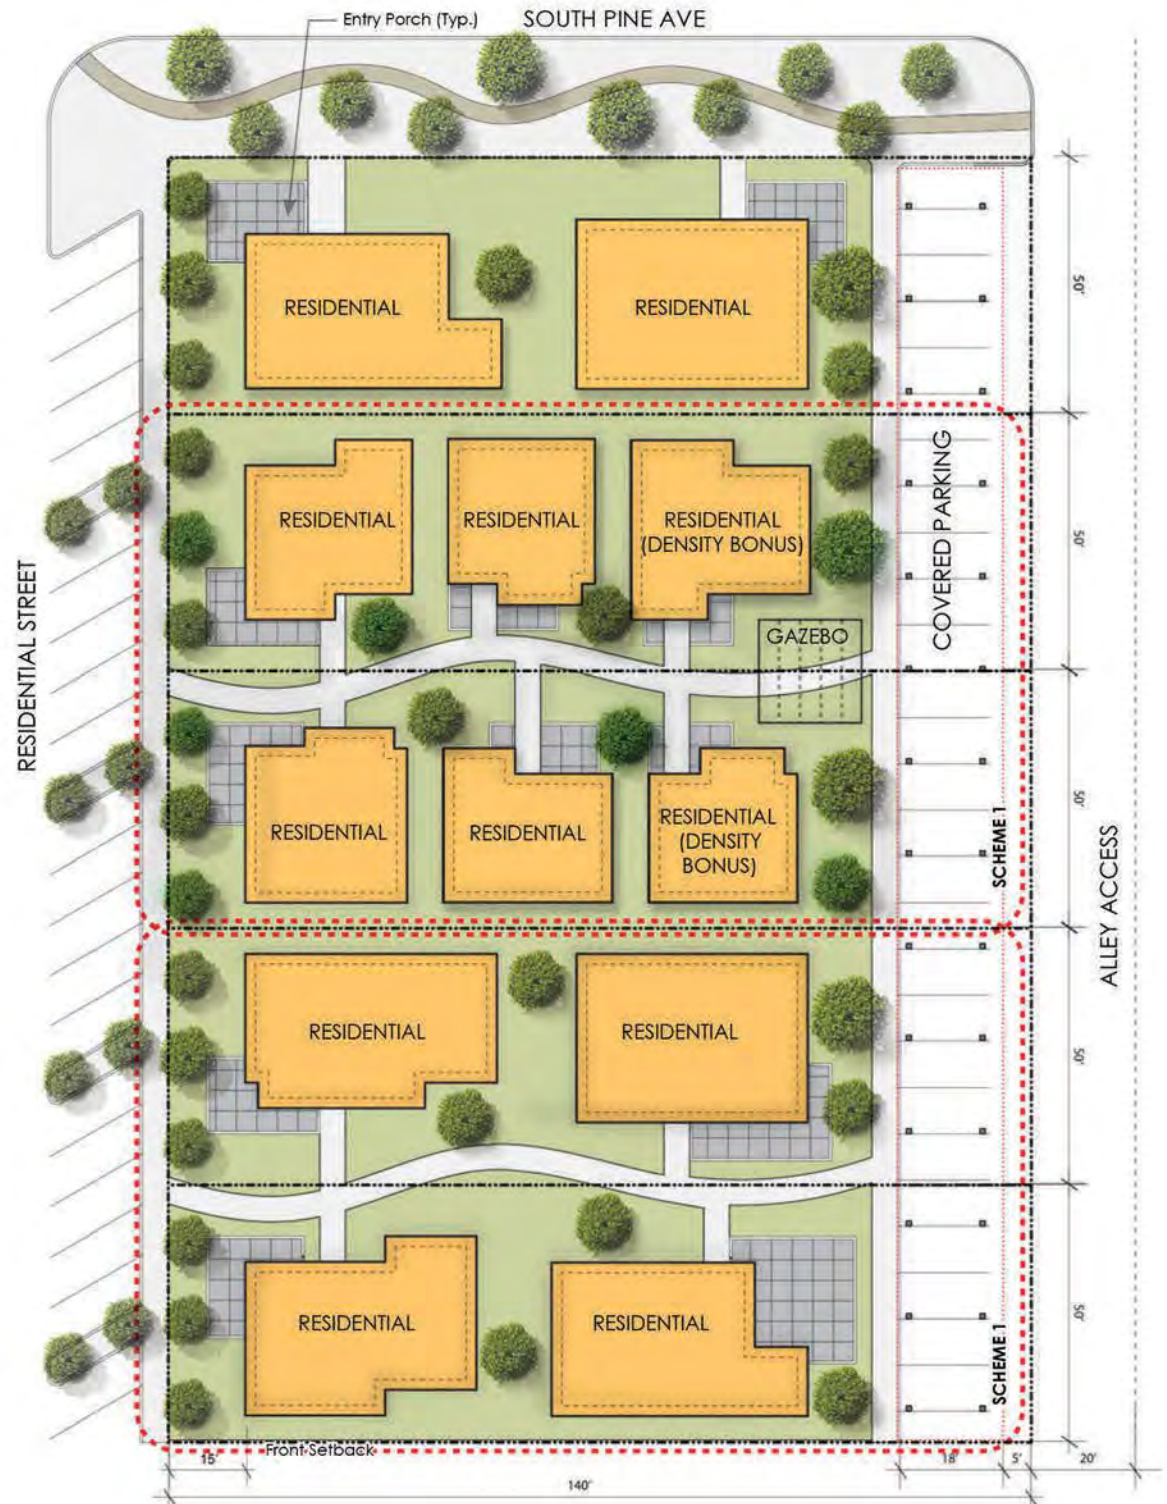 Entry Porch (Typ.)
SOUTH PINE AVE
RESIDENTIAL
RESIDENTIAL
50'
RESIDENTIAL
RESIDENTIAL
RESIDENTIAL
(DENSITY BONUS)
COVERED PARKING
50'
GAZEBO
RESIDENTIAL STREET
RESIDENTIAL
RESIDENTIAL
RESIDENTIAL
(DENSITY
BONUS)
SCHEME 1
50'
ALLEY ACCESS
RESIDENTIAL
RESIDENTIAL
50'
RESIDENTIAL
RESIDENTIAL
SCHEME 1
50'
Front Setback
15'
18'
5'
20'
140'